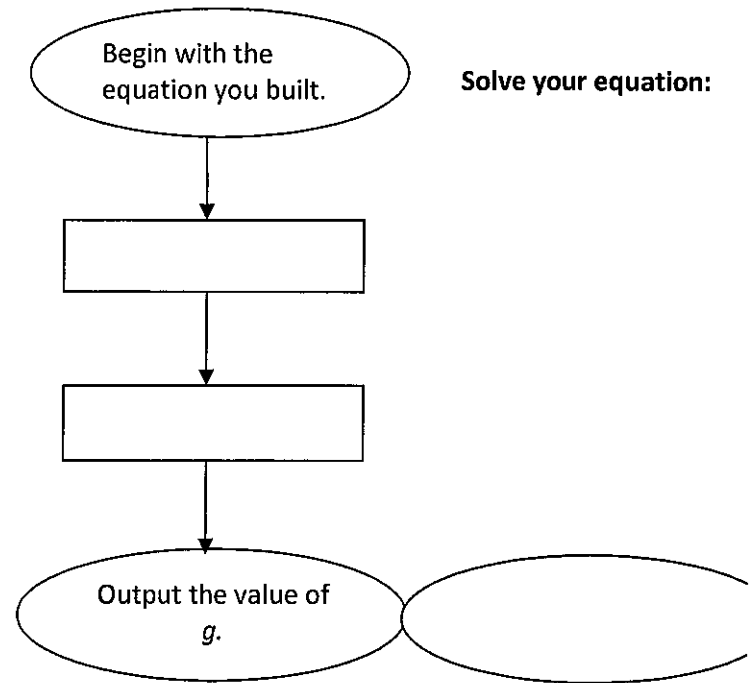 Begin with the
equation you built.
Solve your equation:
Output the value of
g.